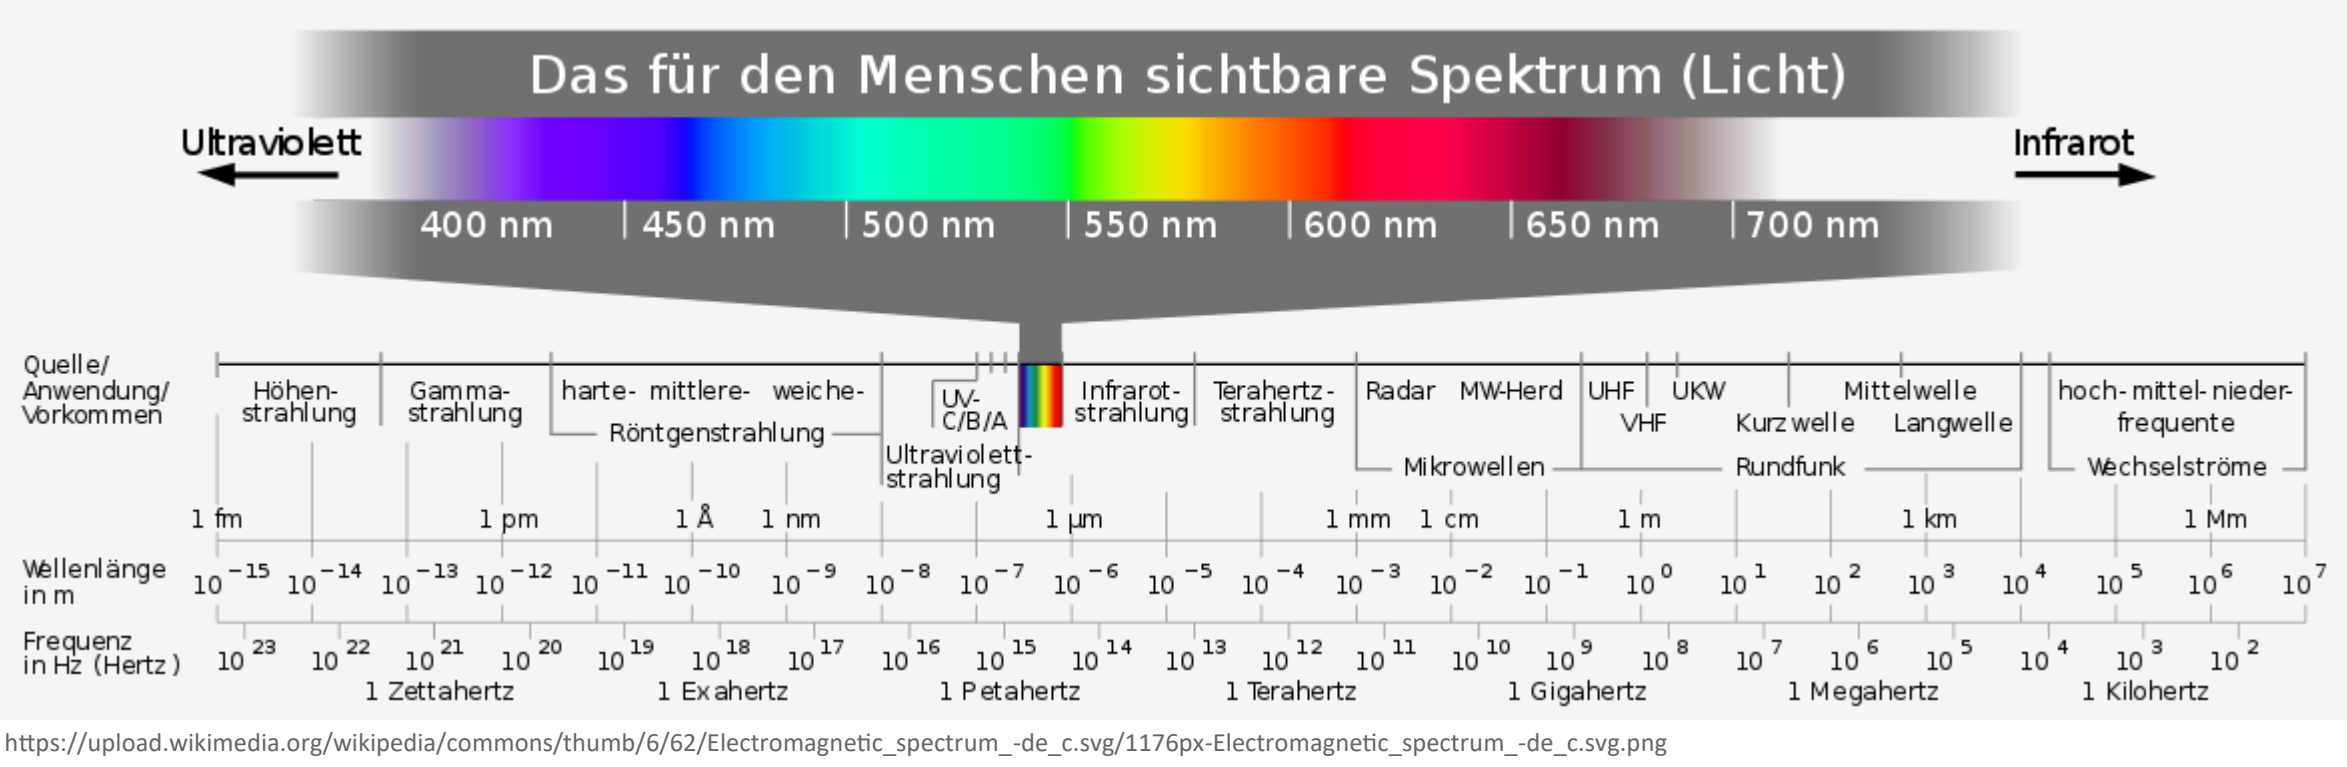 Das für den Menschen sichtbare Spektrum (Licht)
Ultraviolett
Infrarot
400 nm 450 nm 500 nm 550 nm 600 nm 650 nm 700 nm
Quelle/
Anwendung/
Vorkommen
Höhen-
strahlung
Gamma-
strahlung
harte- mittlere- weiche-
Röntgenstrahlung
UV-
C/B/A
Ultraviolett-
strahlung
Infrarot-
strahlung
Terahertz-
strahlung
Radar MW-Herd
Mikrowellen
UHF UKW Mittelwelle
VHF Kurzwelle Langwelle
Rundfunk
hoch- mittel- nieder-
frequente
Wechselströme
1 fm 1 pm 1 Å 1 nm 1 µm 1 mm 1 cm 1 m 1 km 1 Mm
Wellenlänge
in m
10⁻¹⁵ 10⁻¹⁴ 10⁻¹³ 10⁻¹² 10⁻¹¹ 10⁻¹⁰ 10⁻⁹ 10⁻⁸ 10⁻⁷ 10⁻⁶ 10⁻⁵ 10⁻⁴ 10⁻³ 10⁻² 10⁻¹ 10⁰ 10¹ 10² 10³ 10⁴ 10⁵ 10⁶ 10⁷
Frequenz
in Hz (Hertz)
10²³ 10²² 10²¹ 10²⁰ 10¹⁹ 10¹⁸ 10¹⁷ 10¹⁶ 10¹⁵ 10¹⁴ 10¹³ 10¹² 10¹¹ 10¹⁰ 10⁹ 10⁸ 10⁷ 10⁶ 10⁵ 10⁴ 10³ 10²
1 Zettahertz 1 Exahertz 1 Petahertz 1 Terahertz 1 Gigahertz 1 Megahertz 1 Kilohertz
https://upload.wikimedia.org/wikipedia/commons/thumb/6/62/Electromagnetic_spectrum_-de_c.svg/1176px-Electromagnetic_spectrum_-de_c.svg.png